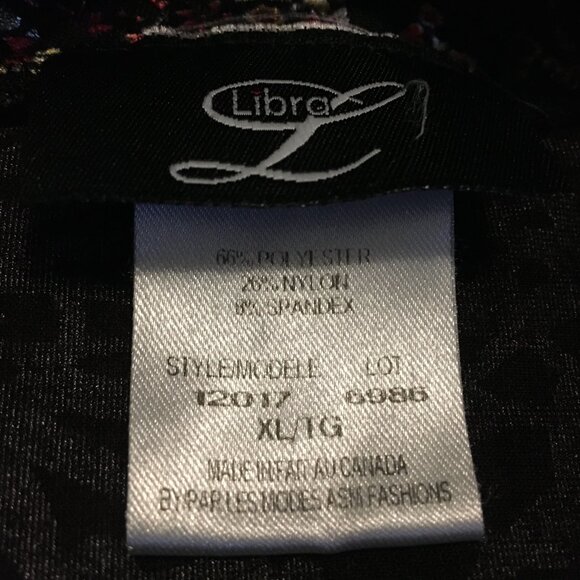 Libra
L
66% POLYESTER
26% NYLON
8% SPANDEX
STYLE/MODELE LOT
12017 6986
XL/TG
MADE IN/FAIT AU CANADA
BY/PAR LES MODES ASM FASHIONS